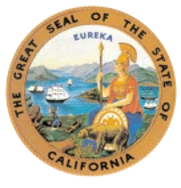 THE GREAT SEAL OF THE STATE OF
CALIFORNIA
EUREKA